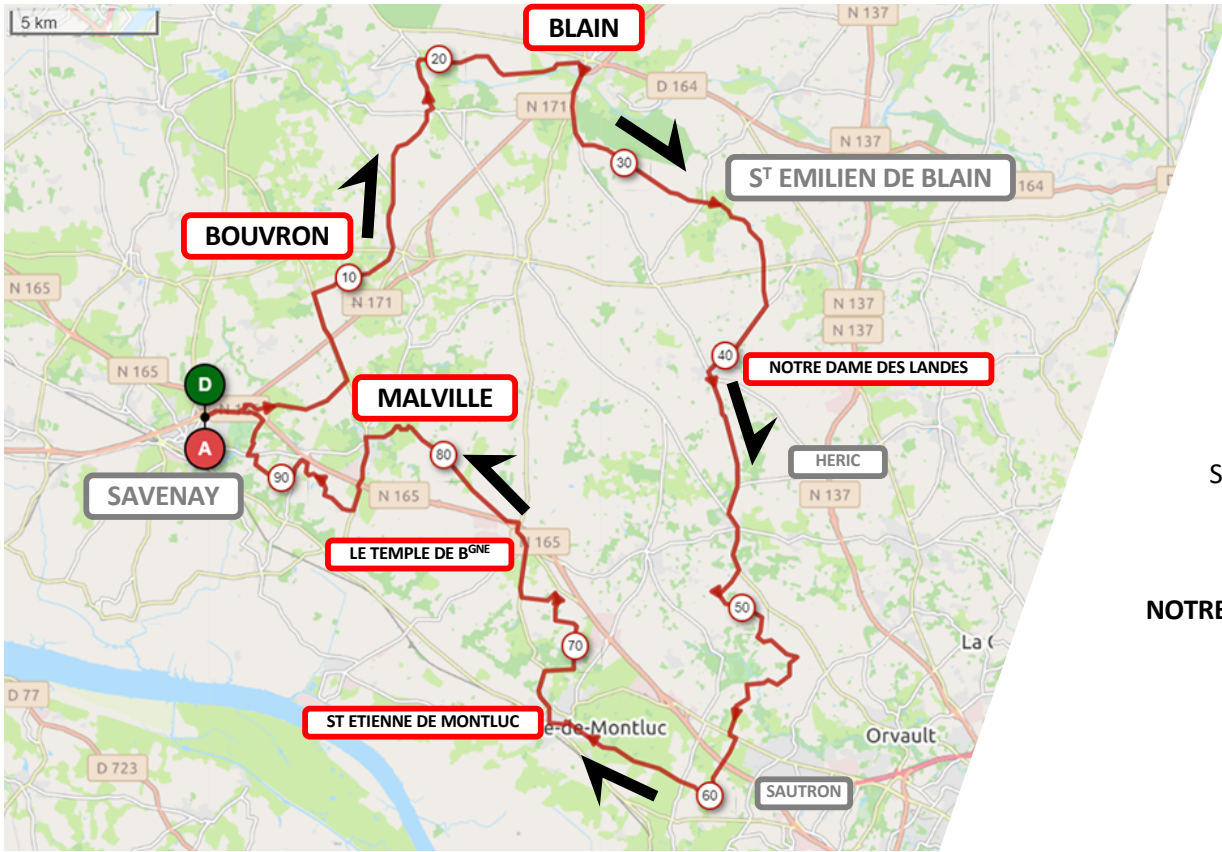 5 km
BLAIN
N 137
20
D 164
N 171
N 137
30
S^T EMILIEN DE BLAIN
164
BOUVRON
10
N 165
N 171
N 137
N 137
40
NOTRE DAME DES LANDES
N 165
D
MALVILLE
A
HERIC
80
90
SAVENAY
N 165
N 137
S
LE TEMPLE DE B^GNE
N 165
50
NOTRE
70
La
D 77
ST ETIENNE DE MONTLUC
e-de-Montluc
Orvault
D 723
60
SAUTRON